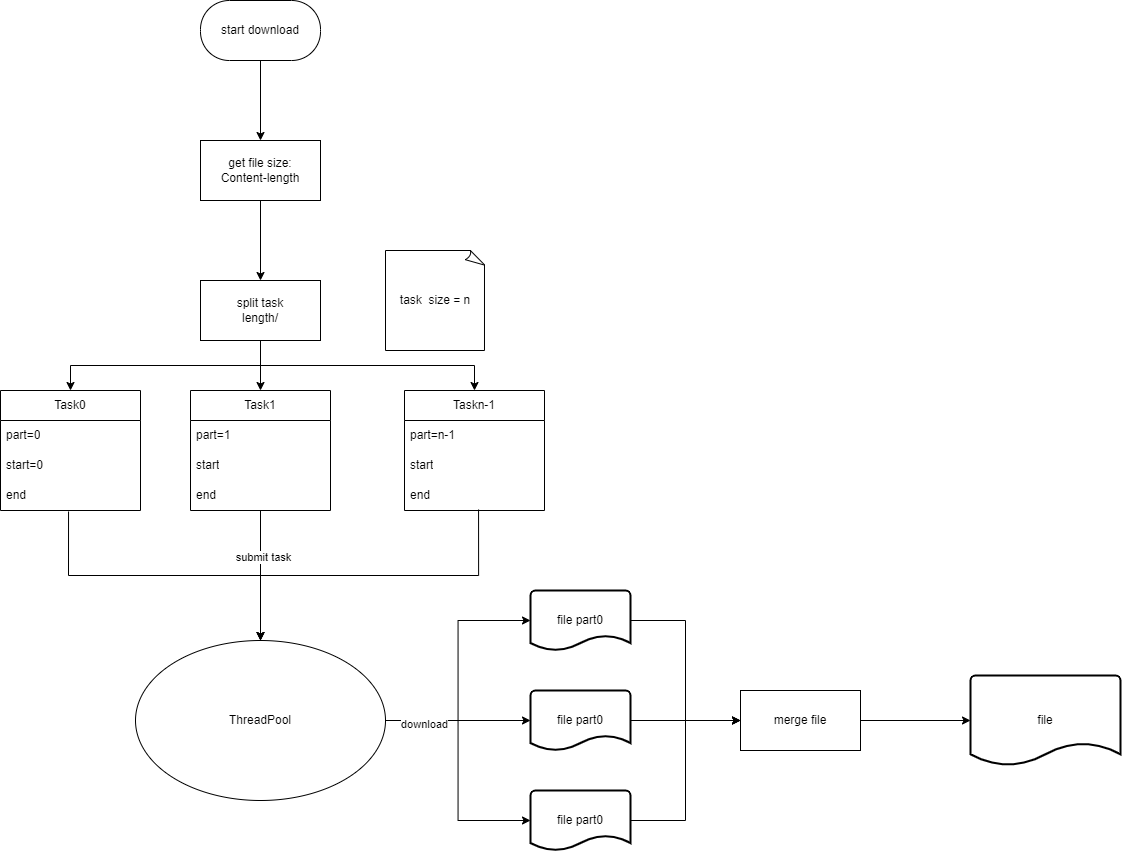 start download
get file size:
Content-length
split task
length/
task  size = n
Task0
part=0
start=0
end
Task1
part=1
start
end
Taskn-1
part=n-1
start
end
submit task
ThreadPool
download
file part0
file part0
file part0
merge file
file